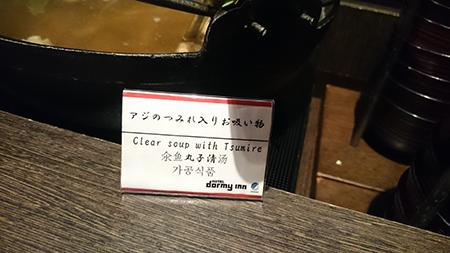 アジのつみれ入りお吸い物
Clear soup with Tsumire
余鱼丸子清汤
가공식품
HOTEL
dormy inn